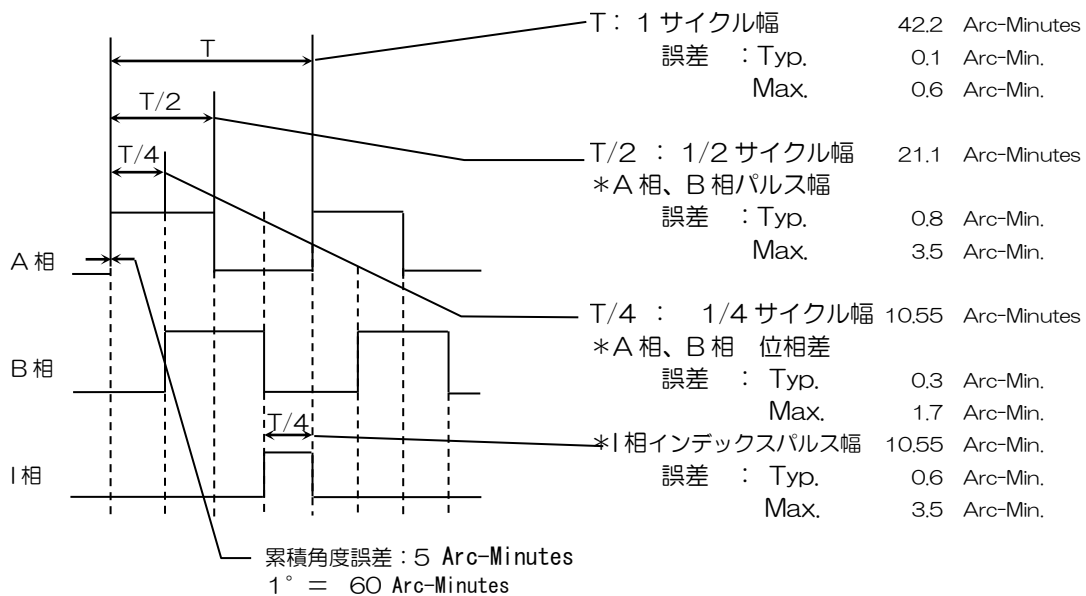 T：1サイクル幅 42.2 Arc-Minutes
誤差 ：Typ. 0.1 Arc-Min.
Max. 0.6 Arc-Min.
T/2 ： 1/2サイクル幅 21.1 Arc-Minutes
＊A相、B相パルス幅
誤差 ：Typ. 0.8 Arc-Min.
Max. 3.5 Arc-Min.
T/4 ： 1/4サイクル幅 10.55 Arc-Minutes
＊A相、B相 位相差
誤差 ： Typ. 0.3 Arc-Min.
Max. 1.7 Arc-Min.
＊I相インデックスパルス幅 10.55 Arc-Min.
誤差 ： Typ. 0.6 Arc-Min.
Max. 3.5 Arc-Min.
T
T/2
T/4
A相
B相
T/4
I相
累積角度誤差：5 Arc-Minutes
1°＝ 60 Arc-Minutes